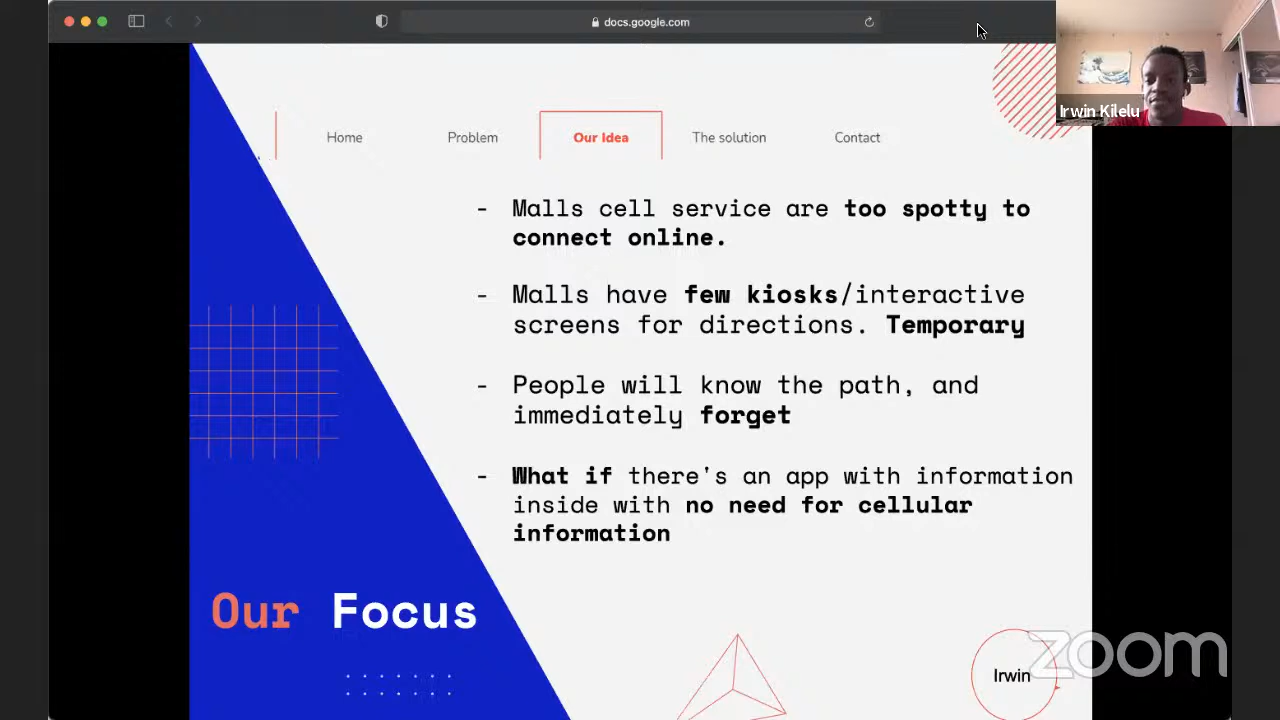 docs.google.com
Irwin Kilelu
Home Problem Our Idea The solution Contact
- Malls cell service are too spotty to
connect online.
- Malls have few kiosks/interactive
screens for directions. Temporary
- People will know the path, and
immediately forget
- What if there's an app with information
inside with no need for cellular
information
Our Focus
Irwin
zoom